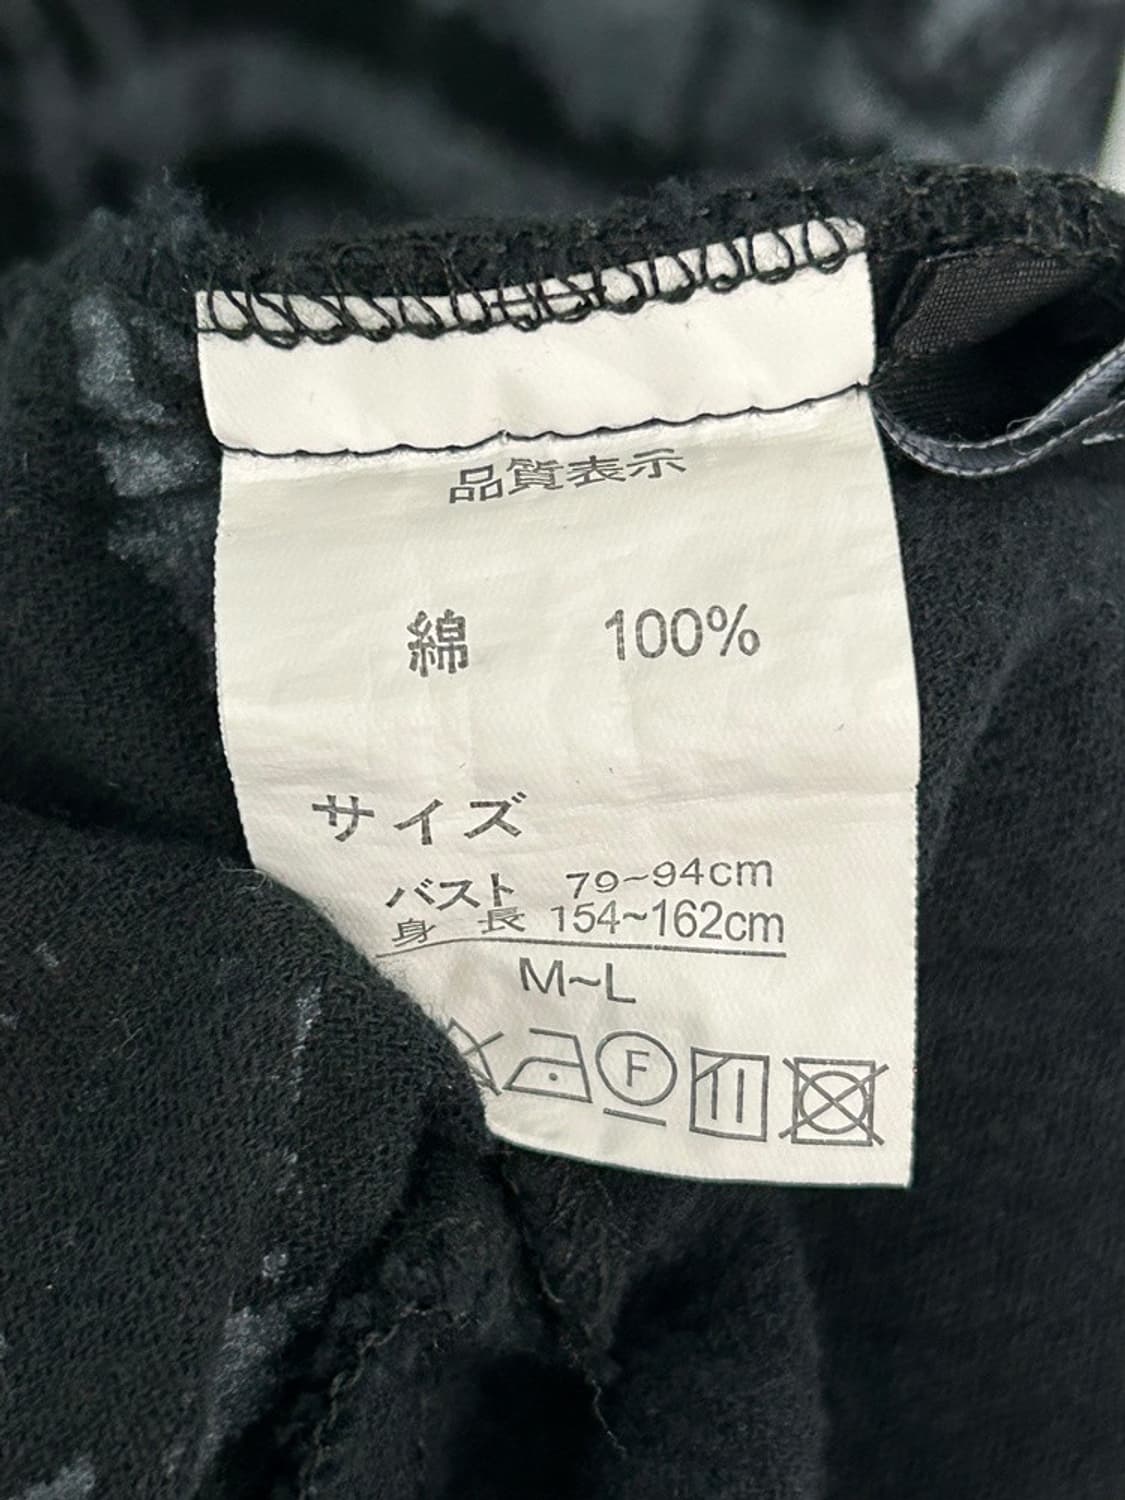 品質表示
綿 100%
サイズ
バスト 79~94cm
身長 154~162cm
M~L
F